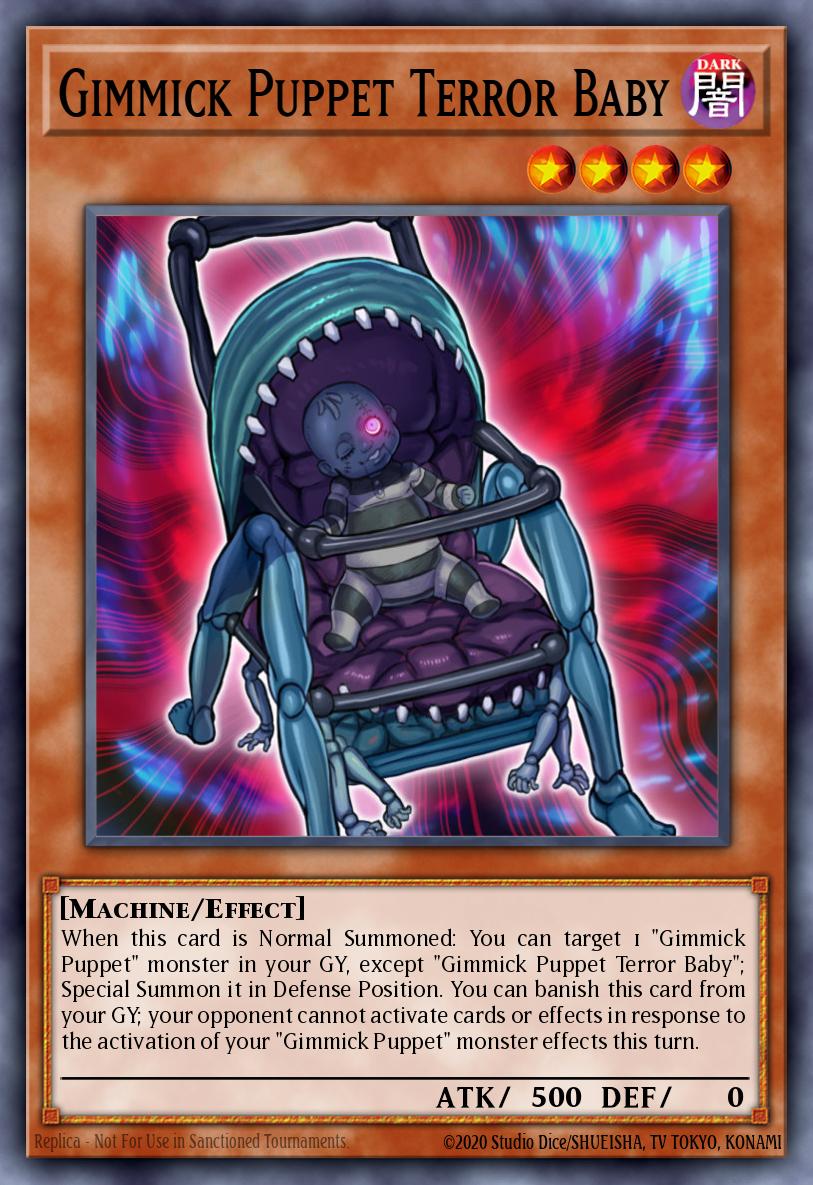 Gimmick Puppet Terror Baby
DARK
闇
[Machine/Effect]
When this card is Normal Summoned: You can target 1 "Gimmick
Puppet" monster in your GY, except "Gimmick Puppet Terror Baby";
Special Summon it in Defense Position. You can banish this card from
your GY; your opponent cannot activate cards or effects in response to
the activation of your "Gimmick Puppet" monster effects this turn.
ATK/ 500 DEF/ 0
Replica - Not For Use in Sanctioned Tournaments.
©2020 Studio Dice/SHUEISHA, TV TOKYO, KONAMI